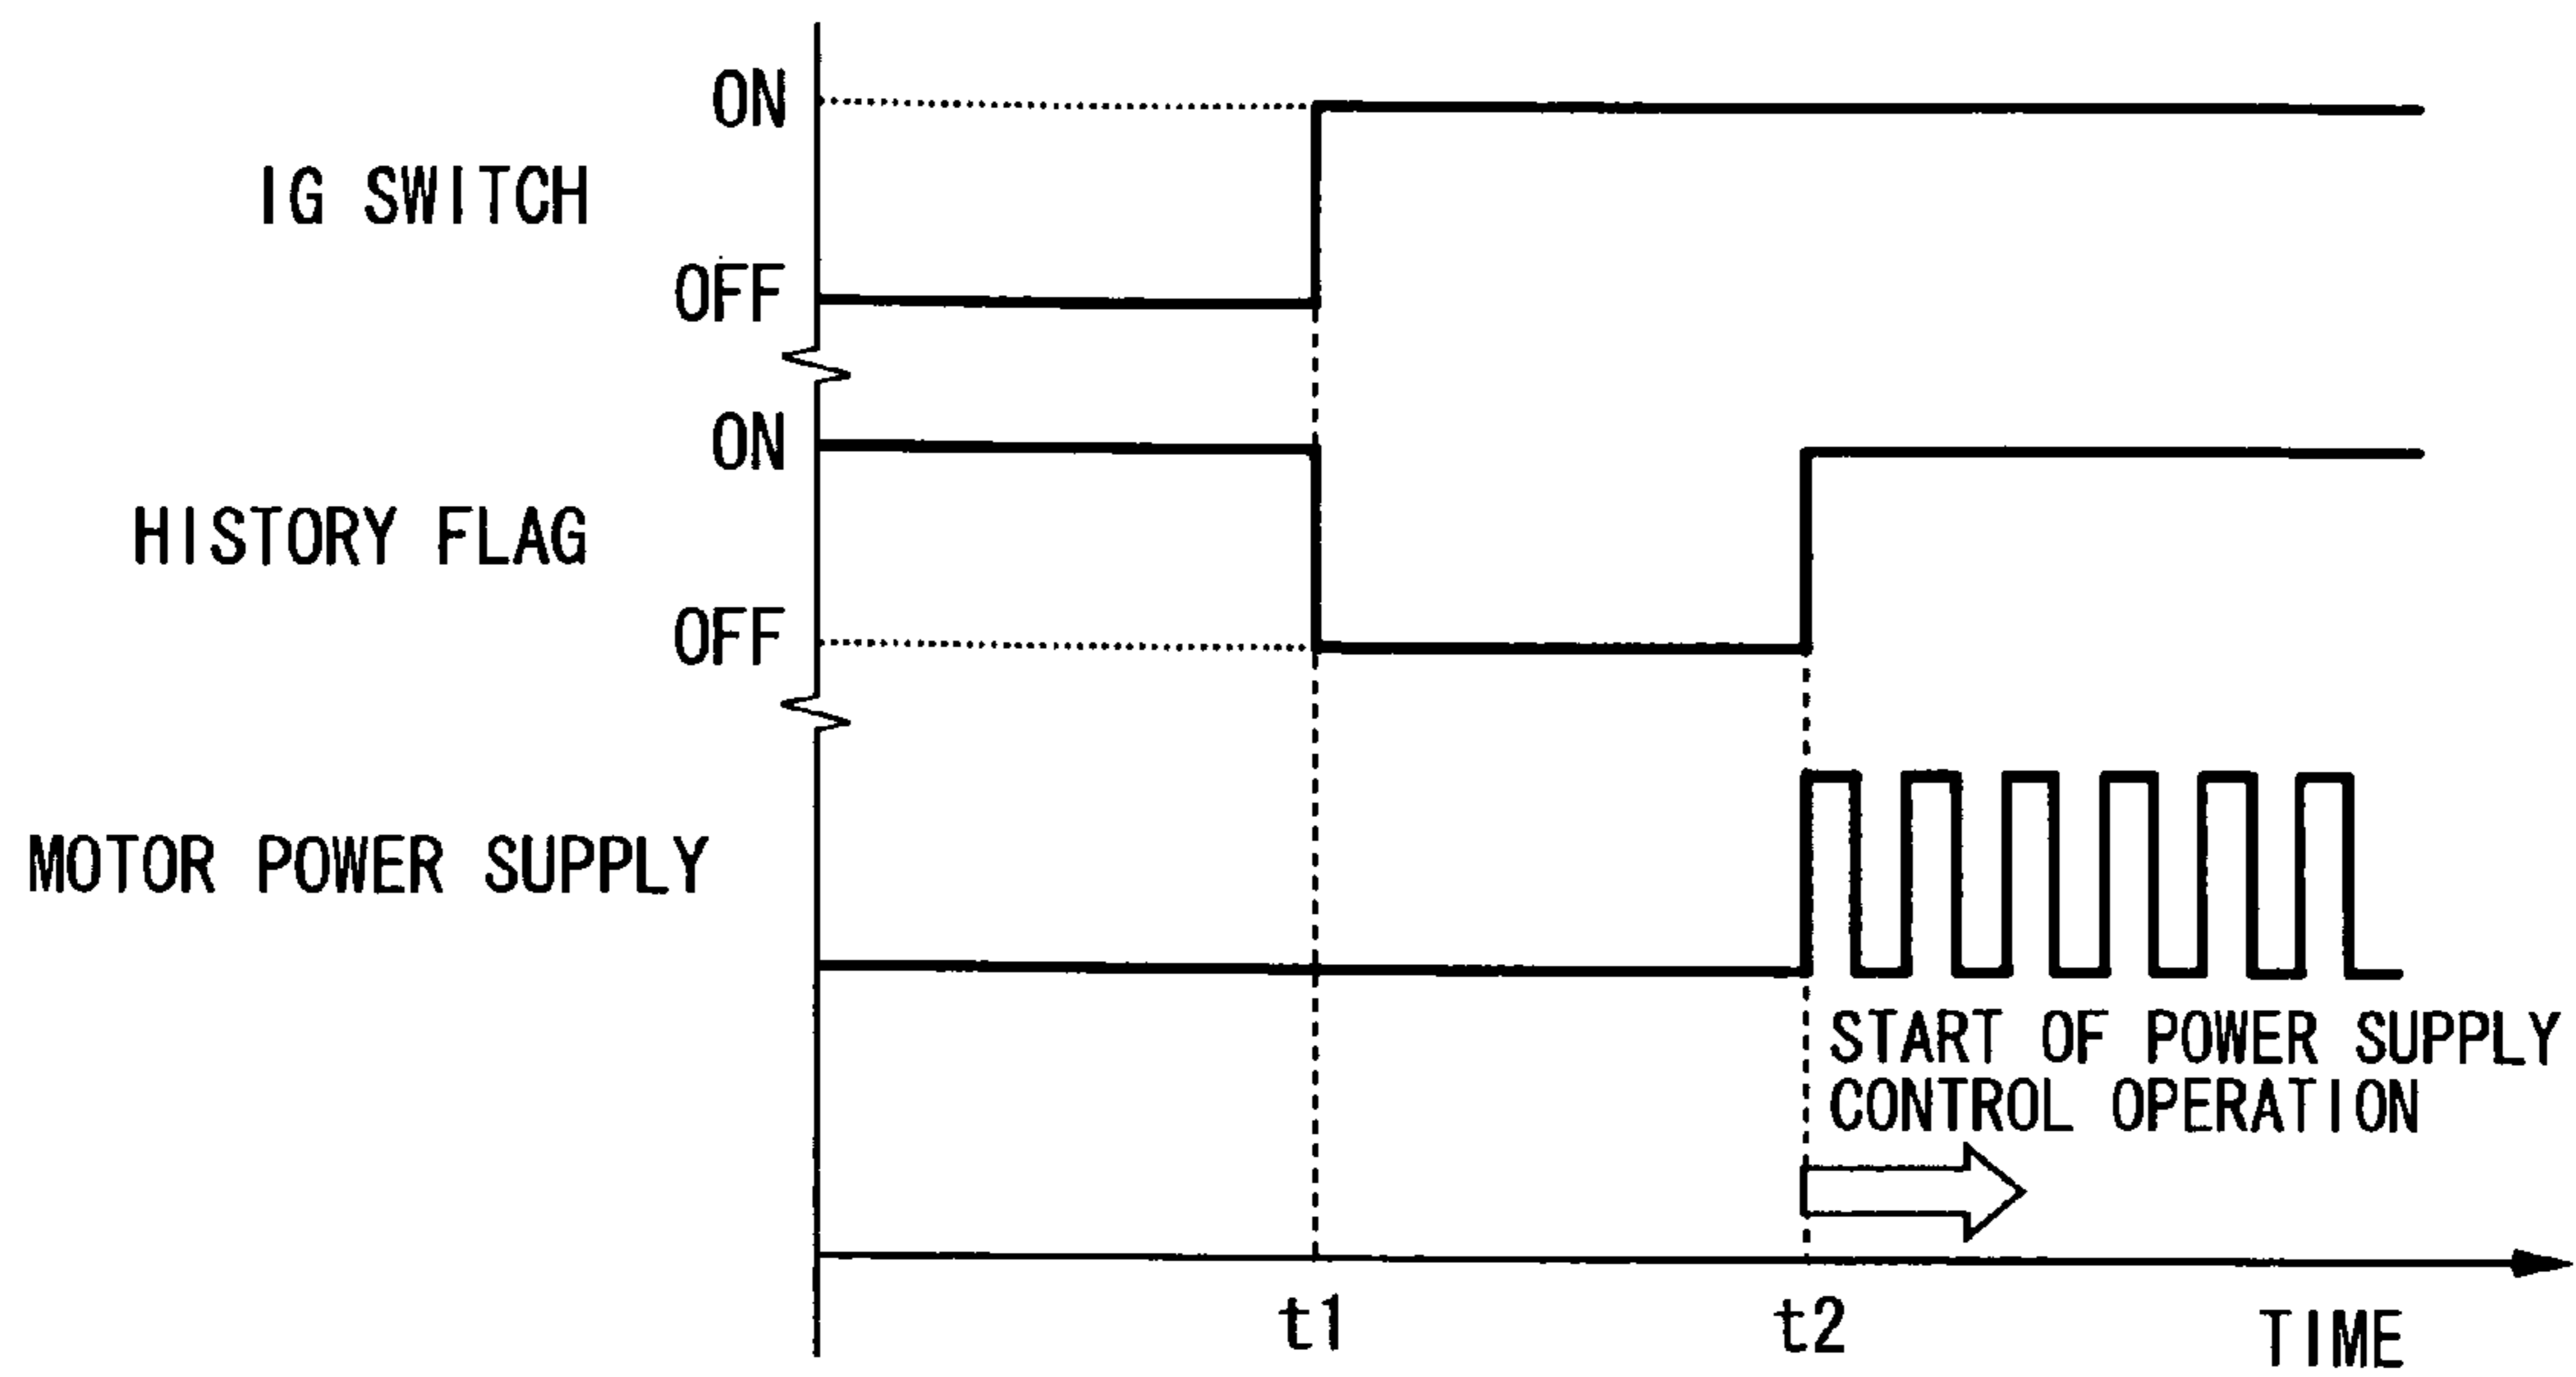 ON
IG SWITCH
OFF
ON
HISTORY FLAG
OFF
MOTOR POWER SUPPLY
START OF POWER SUPPLY
CONTROL OPERATION
t1
t2
TIME